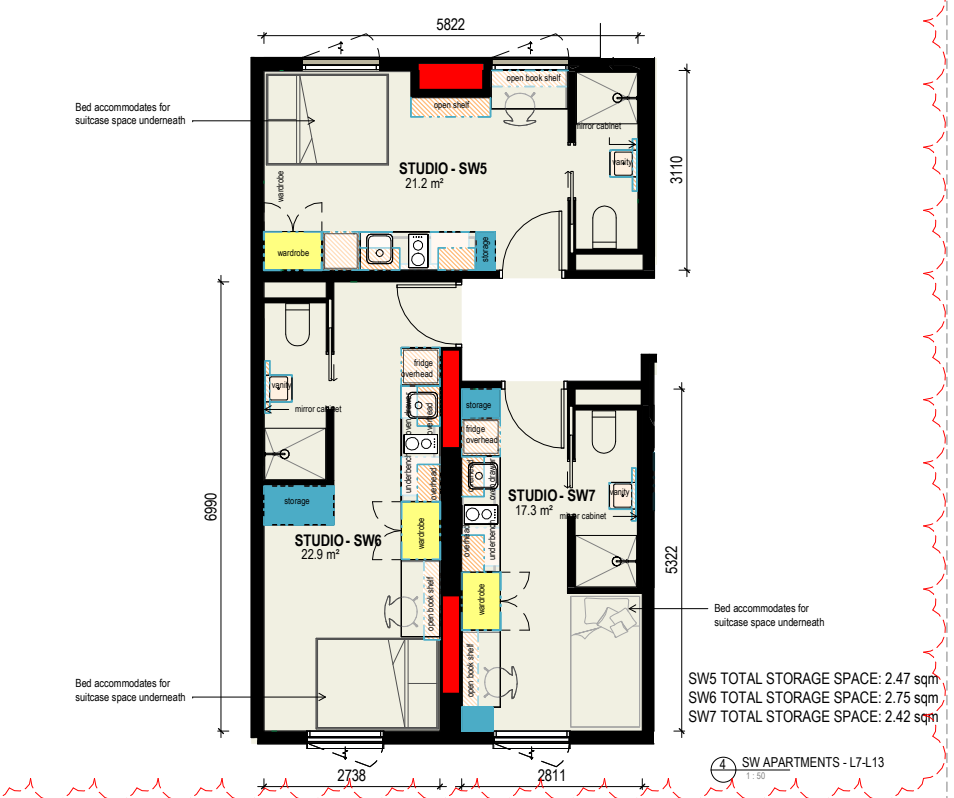 5822
open book shelf
Bed accommodates for
suitcase space underneath
open shelf
mirror cabinet
vanity
STUDIO - SW5
21.2 m²
3110
wardrobe
wardrobe
storage
fridge
overhead
vanity
mirror cabinet
overhead
storage
fridge
overhead
underbench
overhead
storage
6990
wardrobe
STUDIO - SW6
22.9 m²
STUDIO - SW7
17.3 m²
vanity
mirror cabinet
overhead
underbench
5322
open book shelf
wardrobe
Bed accommodates for
suitcase space underneath
open book shelf
Bed accommodates for
suitcase space underneath
SW5 TOTAL STORAGE SPACE: 2.47 sqm
SW6 TOTAL STORAGE SPACE: 2.75 sqm
SW7 TOTAL STORAGE SPACE: 2.42 sqm
4
SW APARTMENTS - L7-L13
1 : 50
2738
2811